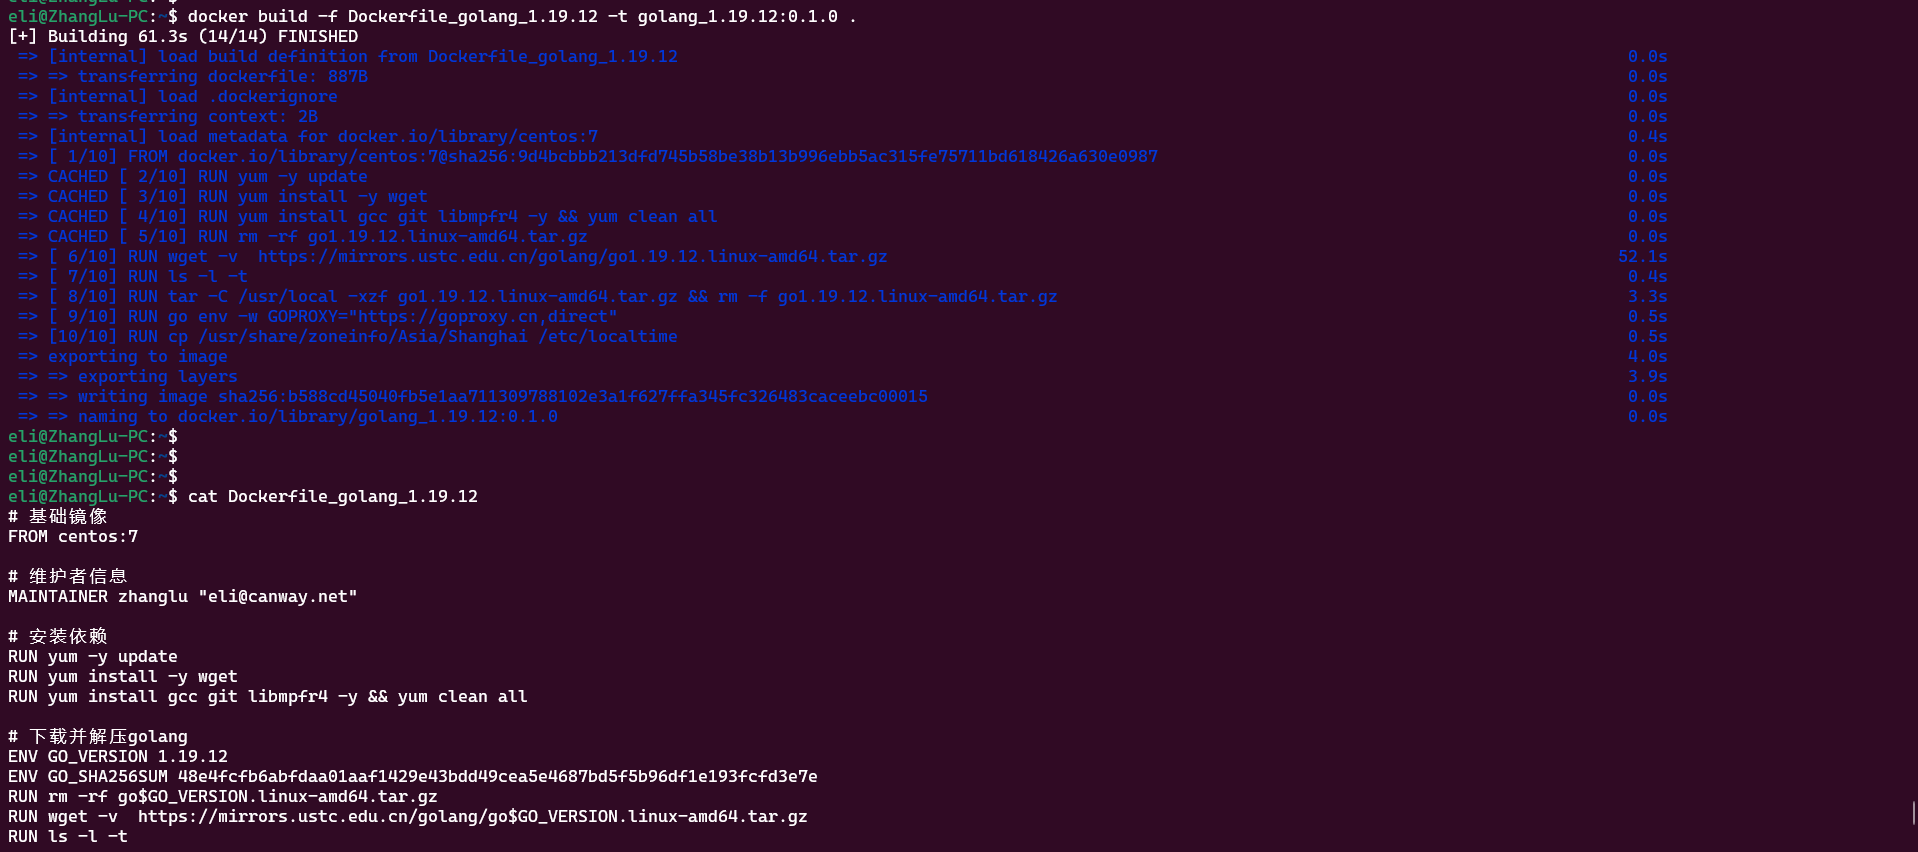 eli@ZhangLu-PC:~$ docker build -f Dockerfile_golang_1.19.12 -t golang_1.19.12:0.1.0 .
[+] Building 61.3s (14/14) FINISHED
=> [internal] load build definition from Dockerfile_golang_1.19.12 0.0s
=> => transferring dockerfile: 887B 0.0s
=> [internal] load .dockerignore 0.0s
=> => transferring context: 2B 0.0s
=> [internal] load metadata for docker.io/library/centos:7 0.4s
=> [ 1/10] FROM docker.io/library/centos:7@sha256:9d4bcbbb213dfd745b58be38b13b996ebb5ac315fe75711bd618426a630e0987 0.0s
=> CACHED [ 2/10] RUN yum -y update 0.0s
=> CACHED [ 3/10] RUN yum install -y wget 0.0s
=> CACHED [ 4/10] RUN yum install gcc git libmpfr4 -y && yum clean all 0.0s
=> CACHED [ 5/10] RUN rm -rf go1.19.12.linux-amd64.tar.gz 0.0s
=> [ 6/10] RUN wget -v  https://mirrors.ustc.edu.cn/golang/go1.19.12.linux-amd64.tar.gz 52.1s
=> [ 7/10] RUN ls -l -t 0.4s
=> [ 8/10] RUN tar -C /usr/local -xzf go1.19.12.linux-amd64.tar.gz && rm -f go1.19.12.linux-amd64.tar.gz 3.3s
=> [ 9/10] RUN go env -w GOPROXY="https://goproxy.cn,direct" 0.5s
=> [10/10] RUN cp /usr/share/zoneinfo/Asia/Shanghai /etc/localtime 0.5s
=> exporting to image 4.0s
=> => exporting layers 3.9s
=> => writing image sha256:b588cd45040fb5e1aa711309788102e3a1f627ffa345fc326483caceebc00015 0.0s
=> => naming to docker.io/library/golang_1.19.12:0.1.0 0.0s
eli@ZhangLu-PC:~$
eli@ZhangLu-PC:~$
eli@ZhangLu-PC:~$
eli@ZhangLu-PC:~$ cat Dockerfile_golang_1.19.12
# 基础镜像
FROM centos:7
# 维护者信息
MAINTAINER zhanglu "eli@canway.net"
# 安装依赖
RUN yum -y update
RUN yum install -y wget
RUN yum install gcc git libmpfr4 -y && yum clean all
# 下载并解压golang
ENV GO_VERSION 1.19.12
ENV GO_SHA256SUM 48e4fcfb6abfdaa01aaf1429e43bdd49cea5e4687bd5f5b96df1e193fcfd3e7e
RUN rm -rf go$GO_VERSION.linux-amd64.tar.gz
RUN wget -v  https://mirrors.ustc.edu.cn/golang/go$GO_VERSION.linux-amd64.tar.gz
RUN ls -l -t